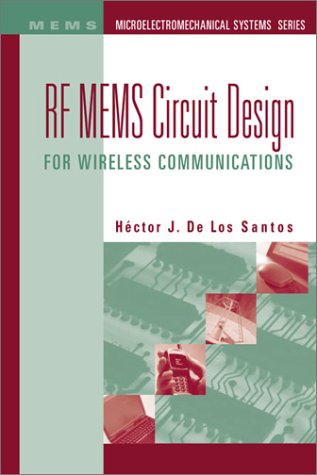 MEMS MICROELECTROMECHANICAL SYSTEMS SERIES
RF MEMS Circuit Design
FOR WIRELESS COMMUNICATIONS
Héctor J. De Los Santos